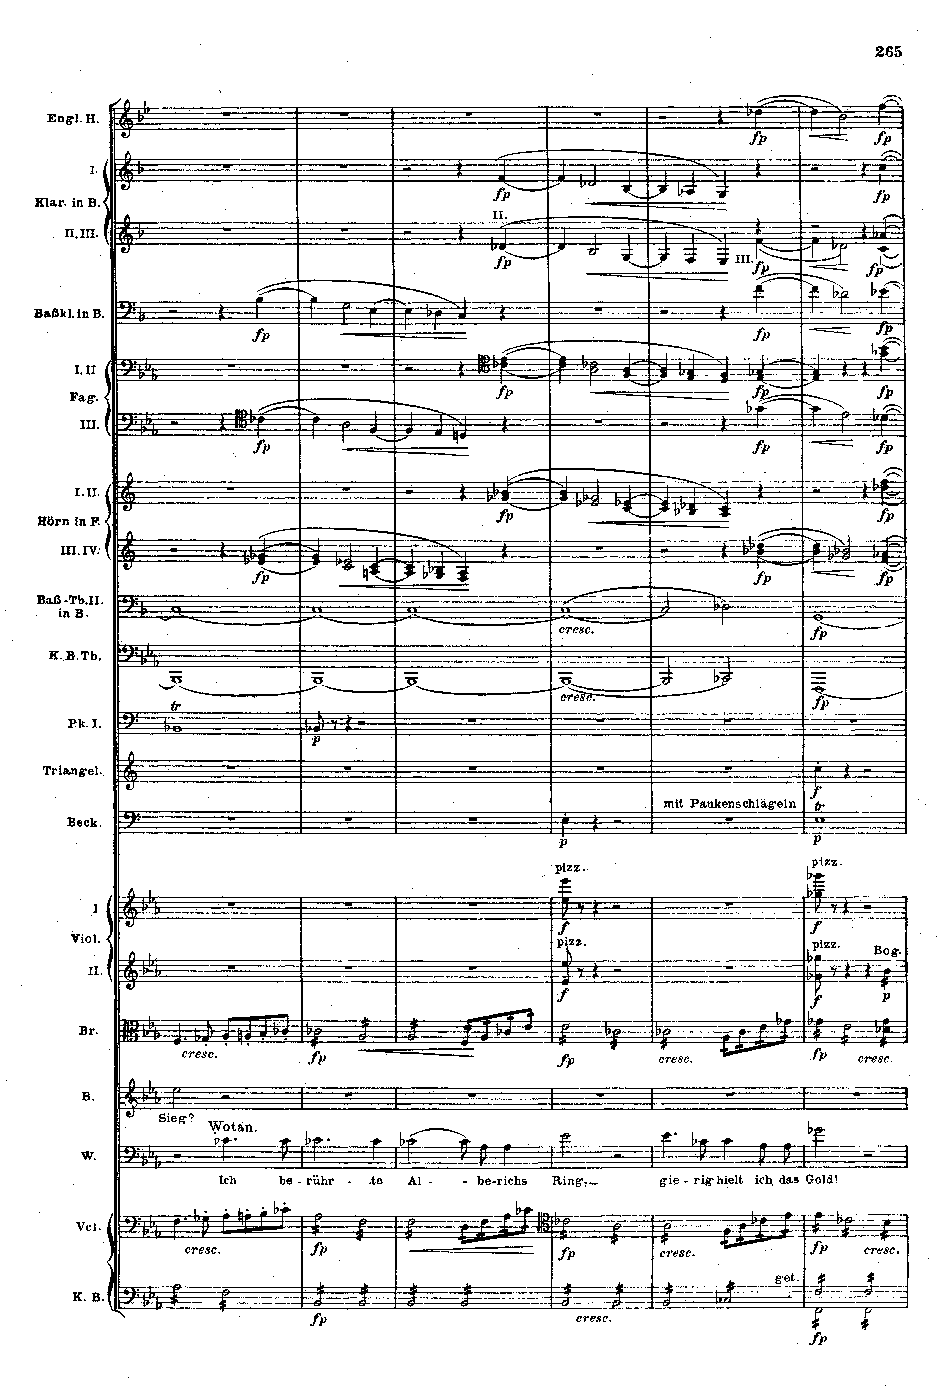 265
Engl. H.
fp fp
I.
Klar. in B.
fp fp
II.
II. III.
fp III. fp fp
Baßkl. in B.
fp fp fp
I. II
Fag.
fp fp fp
III.
fp fp fp
I. II.
Hörn in F.
fp fp
III. IV.
fp fp fp
Baß-Tb. II.
in B.
cresc. fp
K. B. Tb.
cresc. fp
tr
Pk. I.
p
Triangel.
f
mit Paukenschlägeln tr
Beck.
p p
pizz. pizz.
I
Viol.
f f
pizz. pizz. Bog.
II.
f f p
Br.
cresc. fp fp cresc. fp cresc.
B.
Sieg?
Wotan.
W.
Ich be - rühr - te Al - - be-richs Ring,– gie - rig hielt ich das Gold!
Vcl.
cresc. fp fp cresc. fp cresc.
get.
K. B.
fp cresc. fp